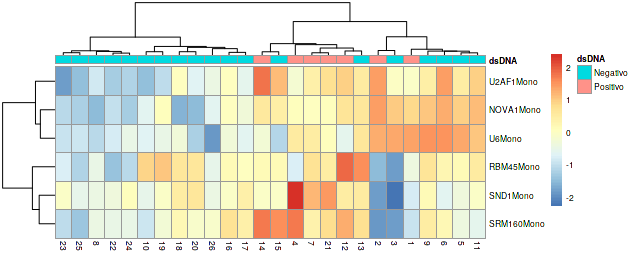 dsDNA
U2AF1Mono
NOVA1Mono
U6Mono
RBM45Mono
SND1Mono
SRM160Mono
23 25 8 22 24 10 19 18 20 26 16 17 14 15 4 7 21 12 13 2 3 1 9 6 5 11
2
1
0
-1
-2
dsDNA
Negativo
Positivo